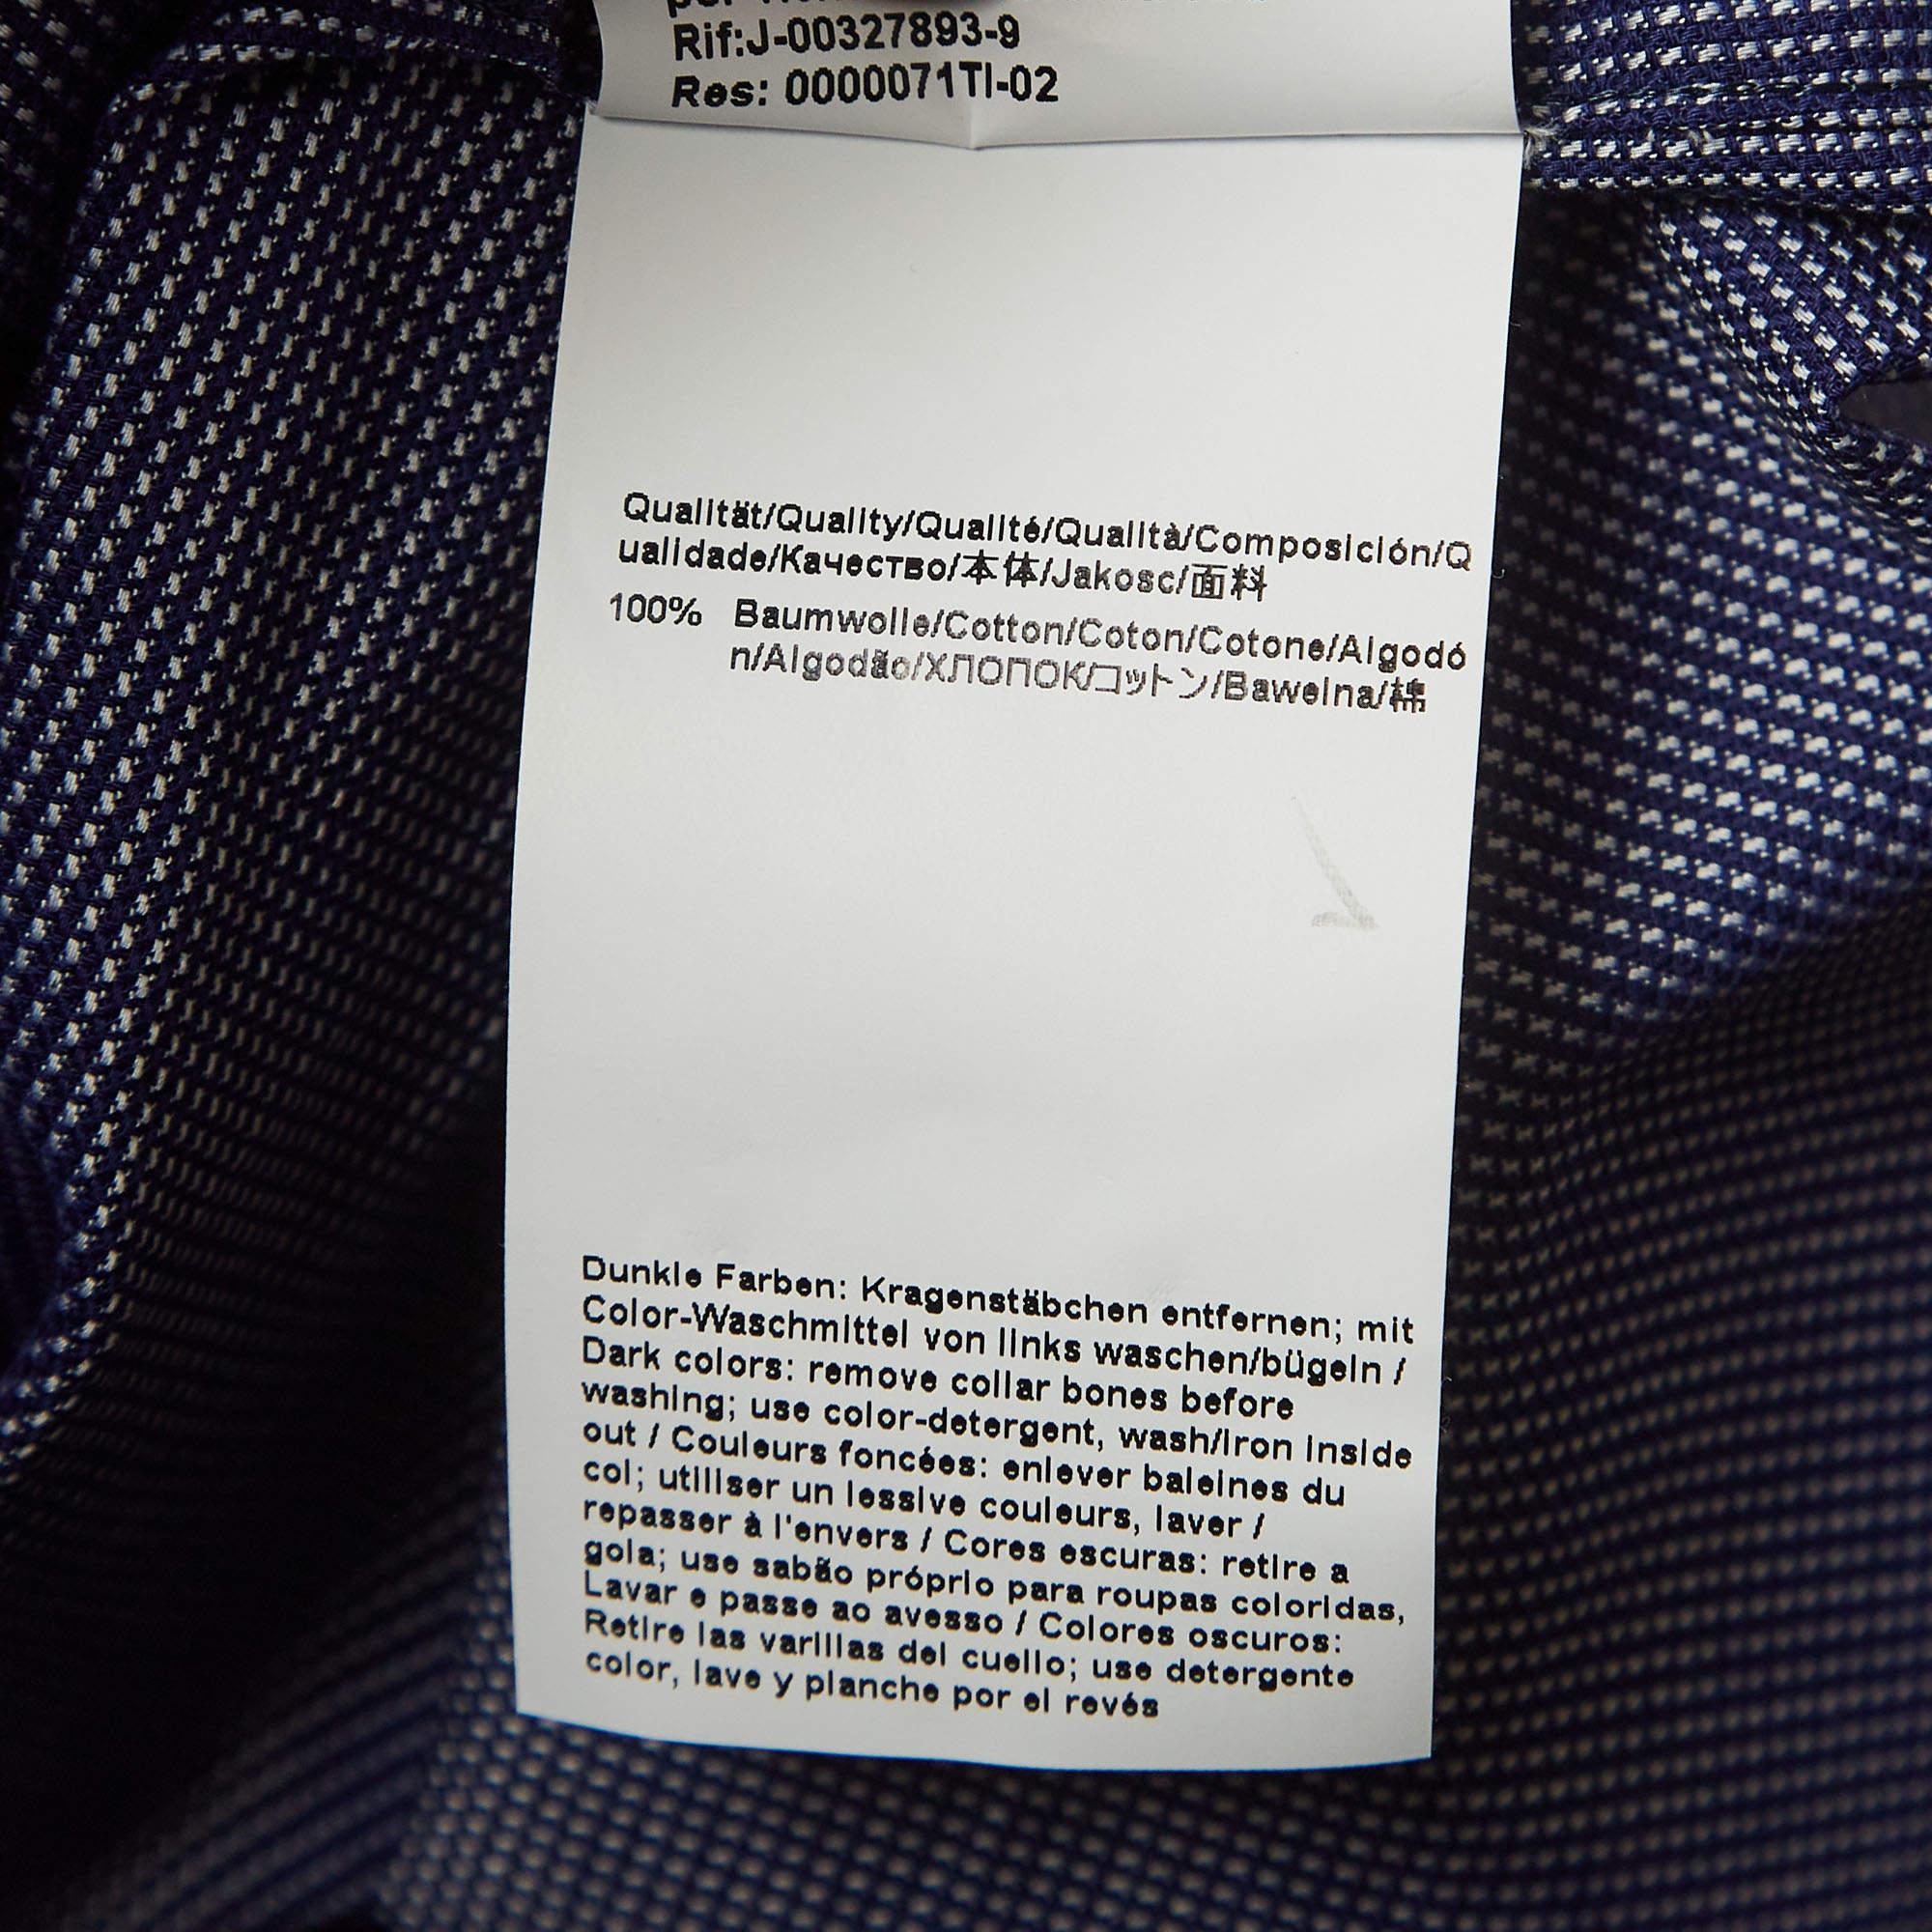 Rif:J-00327893-9
Res: 0000071TI-02
Qualität/Quality/Qualité/Qualità/Composición/Q
ualidade/Качество/本体/Jakosc/面料
100% Baumwolle/Cotton/Coton/Cotone/Algodó
n/Algodão/ХЛОПОК/コットン/Bawelna/棉
Dunkle Farben: Kragenstäbchen entfernen; mit
Color-Waschmittel von links waschen/bügeln /
Dark colors: remove collar bones before
washing; use color-detergent, wash/iron inside
out / Couleurs foncées: enlever baleines du
col; utiliser un lessive couleurs, laver /
repasser à l'envers / Cores escuras: retire a
gola; use sabão próprio para roupas coloridas,
Lavar e passe ao avesso / Colores oscuros:
Retire las varillas del cuello; use detergente
color, lave y planche por el revés